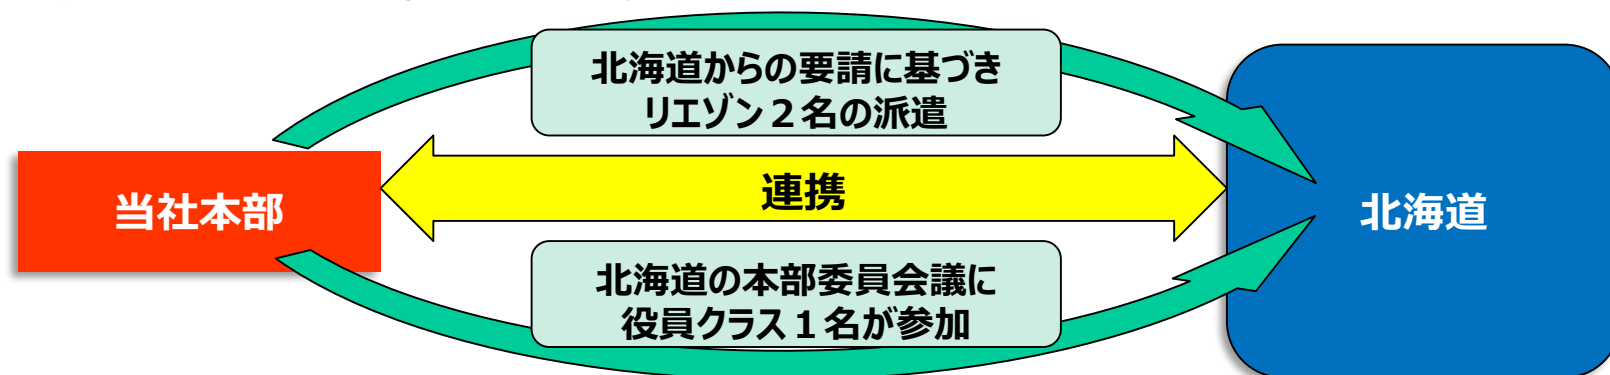 北海道からの要請に基づき
リエゾン２名の派遣
連携
当社本部
北海道
北海道の本部委員会議に
役員クラス１名が参加